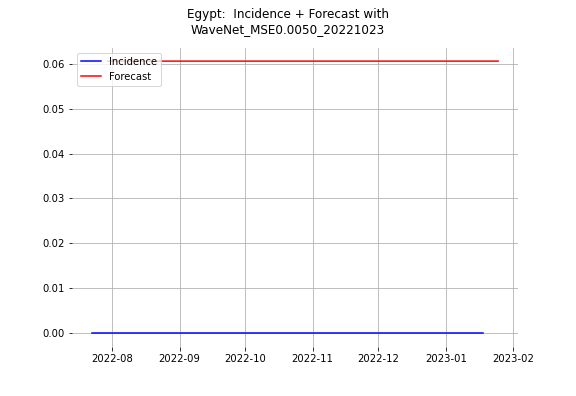 Egypt:  Incidence + Forecast with
WaveNet_MSE0.0050_20221023
Incidence
Forecast
0.06
0.05
0.04
0.03
0.02
0.01
0.00
2022-08 2022-09 2022-10 2022-11 2022-12 2023-01 2023-02